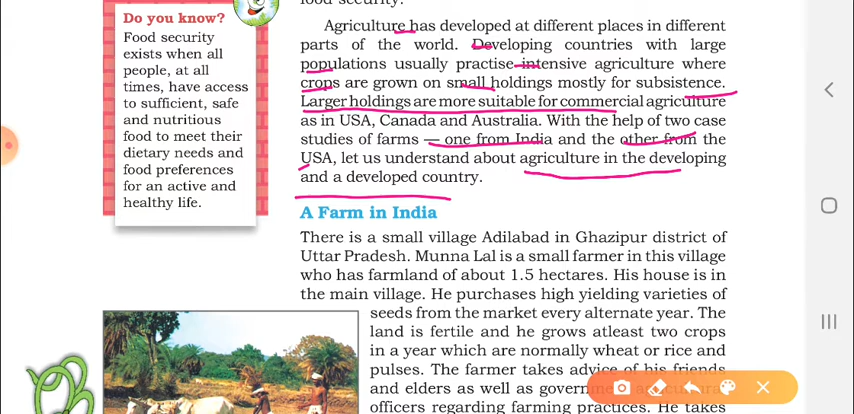 Do you know?
Food security
exists when all
people, at all
times, have access
to sufficient, safe
and nutritious
food to meet their
dietary needs and
food preferences
for an active and
healthy life.
food security.
Agriculture has developed at different places in different
parts of the world. Developing countries with large
populations usually practise intensive agriculture where
crops are grown on small holdings mostly for subsistence.
Larger holdings are more suitable for commercial agriculture
as in USA, Canada and Australia. With the help of two case
studies of farms — one from India and the other from the
USA, let us understand about agriculture in the developing
and a developed country.
A Farm in India
There is a small village Adilabad in Ghazipur district of
Uttar Pradesh. Munna Lal is a small farmer in this village
who has farmland of about 1.5 hectares. His house is in
the main village. He purchases high yielding varieties of
seeds from the market every alternate year. The
land is fertile and he grows atleast two crops
in a year which are normally wheat or rice and
pulses. The farmer takes advice of his friends
and elders as well as government agricultural
officers regarding farming practices. He takes